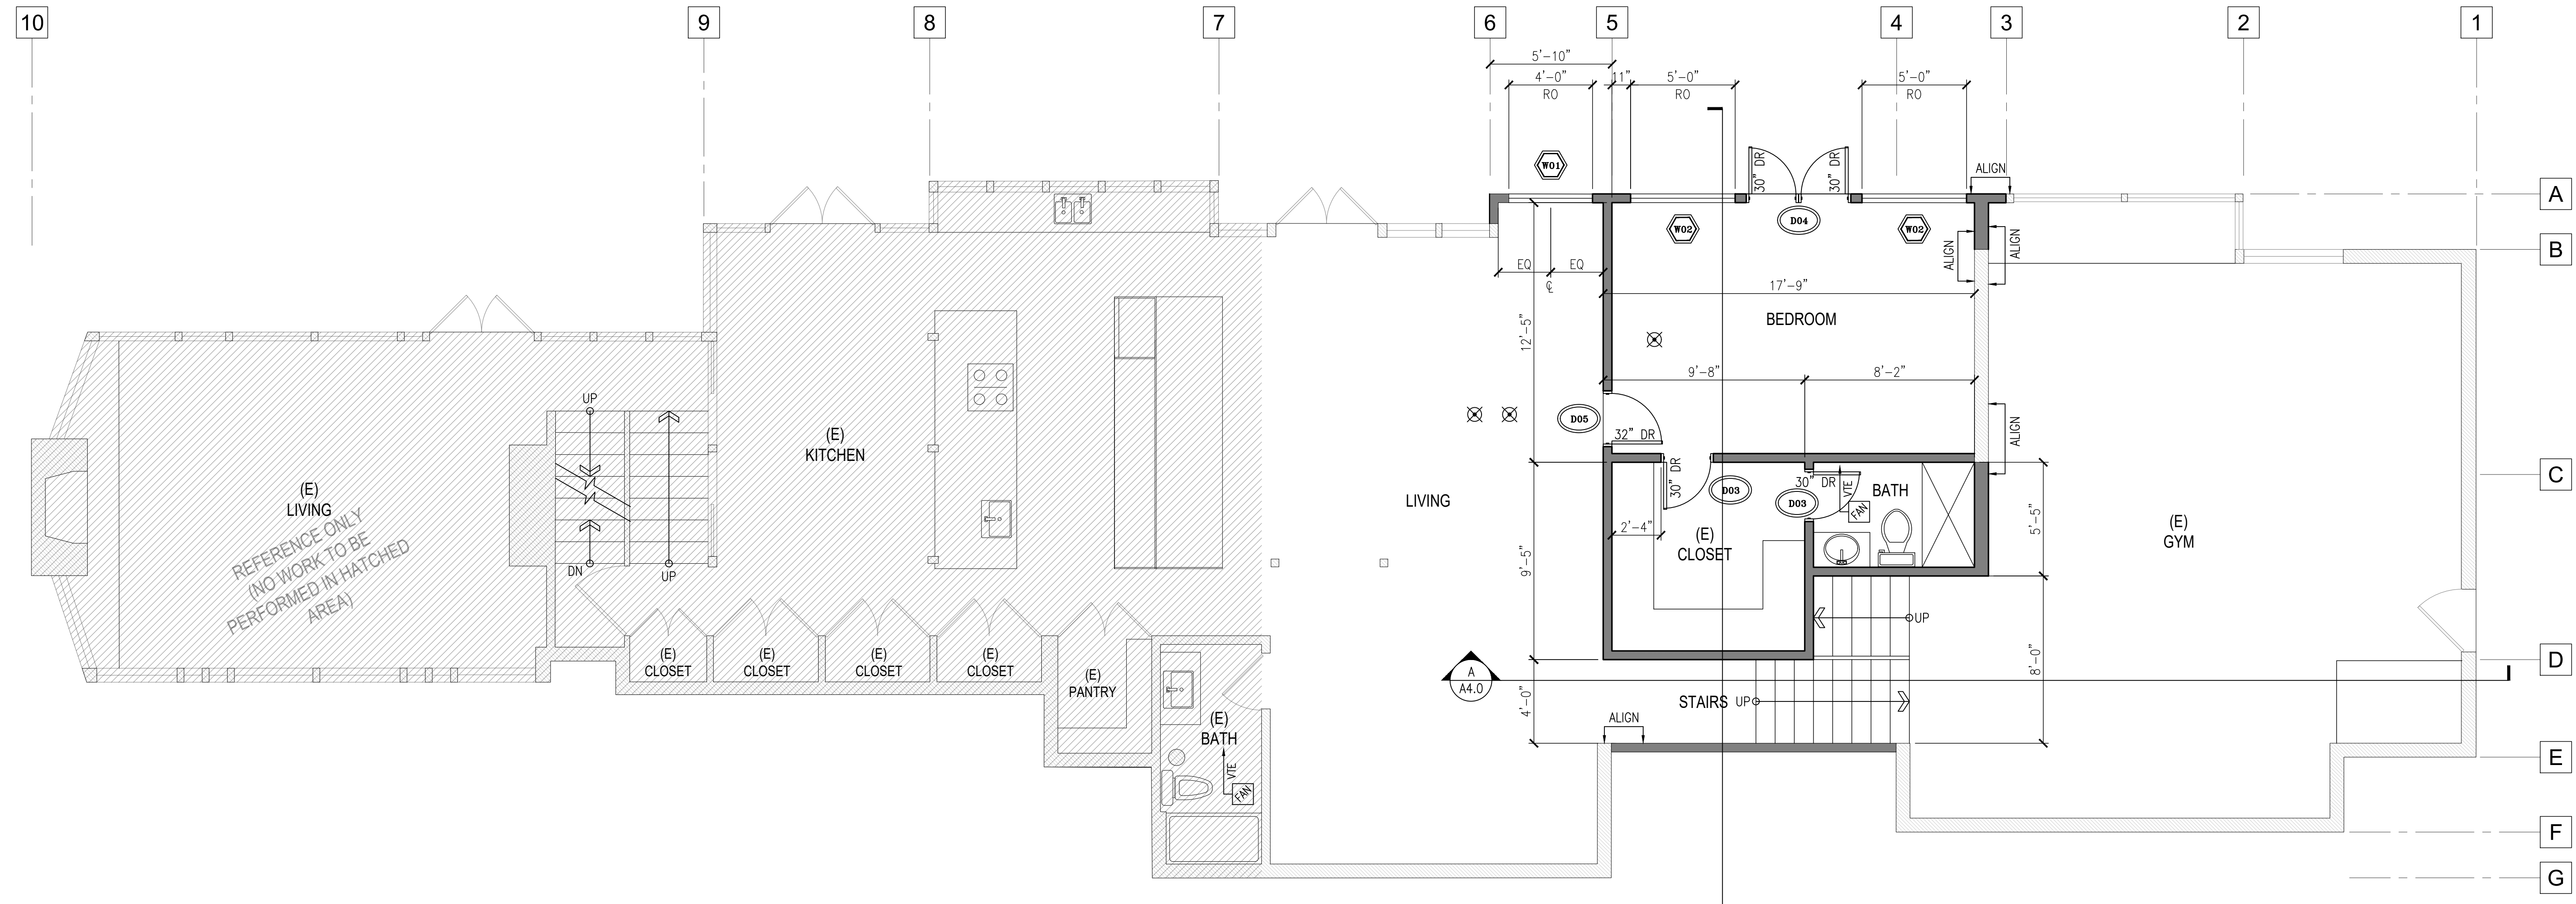 10
9
8
7
6
5
4
3
2
1
5'-10"
4'-0"
RO
11"
5'-0"
RO
5'-0"
RO
W01
30" DR
30" DR
ALIGN
A
D04
W02
W02
ALIGN
ALIGN
B
EQ
EQ
℄
17'-9"
BEDROOM
12'-5"
9'-8"
8'-2"
UP
D05
32" DR
ALIGN
(E)
KITCHEN
(E)
LIVING
REFERENCE ONLY
(NO WORK TO BE
PERFORMED IN HATCHED
AREA)
DN
UP
LIVING
30" DR
D03
30" DR
D03
VTE
FAN
BATH
C
2'-4"
(E)
CLOSET
9'-5"
5'-5"
(E)
GYM
UP
(E)
CLOSET
(E)
CLOSET
(E)
CLOSET
(E)
CLOSET
(E)
PANTRY
D
A
A4.0
STAIRS
UP
4'-0"
8'-0"
ALIGN
(E)
BATH
VTE
FAN
E
F
G